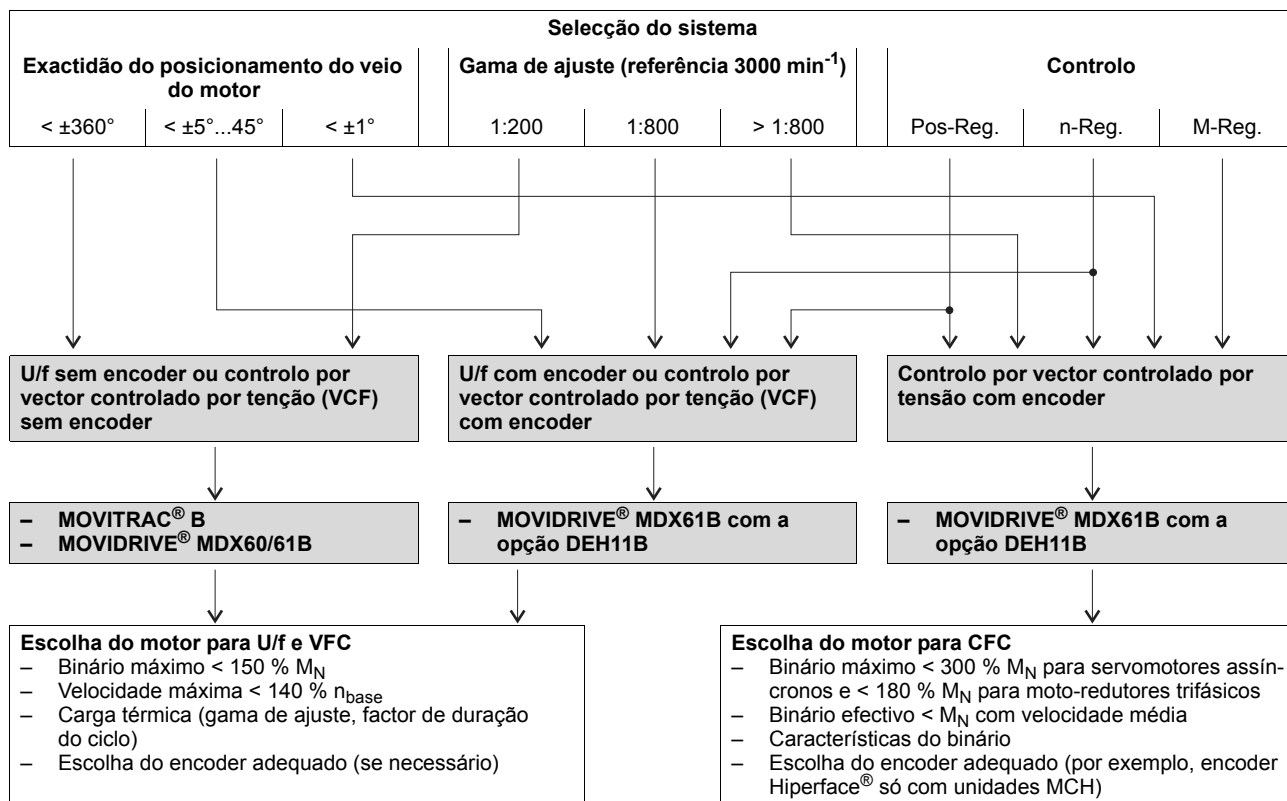 Selecção do sistema
Exactidão do posicionamento do veio
do motor
Gama de ajuste (referência 3000 min-1)
Controlo
< ±360°
< ±5°...45°
< ±1°
1:200
1:800
> 1:800
Pos-Reg.
n-Reg.
M-Reg.
U/f sem encoder ou controlo por
vector controlado por tenção (VCF)
sem encoder
U/f com encoder ou controlo por
vector controlado por tenção (VCF)
com encoder
Controlo por vector controlado por
tensão com encoder
– MOVITRAC® B
– MOVIDRIVE® MDX60/61B
– MOVIDRIVE® MDX61B com a
opção DEH11B
– MOVIDRIVE® MDX61B com a
opção DEH11B
Escolha do motor para U/f e VFC
– Binário máximo < 150 % MN
– Velocidade máxima < 140 % nbase
– Carga térmica (gama de ajuste, factor de duração
do ciclo)
– Escolha do encoder adequado (se necessário)
Escolha do motor para CFC
– Binário máximo < 300 % MN para servomotores assín-
cronos e < 180 % MN para moto-redutores trifásicos
– Binário efectivo < MN com velocidade média
– Características do binário
– Escolha do encoder adequado (por exemplo, encoder
Hiperface® só com unidades MCH)